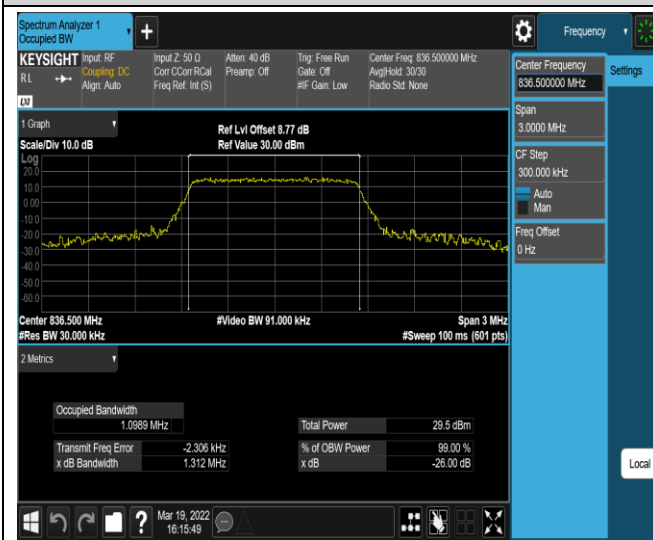 Spectrum Analyzer 1
Occupied BW
+
Frequency
KEYSIGHT
RL
LXI
Input: RF
Coupling: DC
Align: Auto
Input Z: 50 Ω
Corr CCorr RCal
Freq Ref: Int (S)
Atten: 40 dB
Preamp: Off
Trig: Free Run
Gate: Off
#IF Gain: Low
Center Freq: 836.500000 MHz
Avg|Hold: 30/30
Radio Std: None
Center Frequency
836.500000 MHz
Settings
Span
3.0000 MHz
CF Step
300.000 kHz
Auto
Man
Freq Offset
0 Hz
1 Graph
Scale/Div 10.0 dB
Ref Lvl Offset 8.77 dB
Ref Value 30.00 dBm
Log
20.0
10.0
0.00
-10.0
-20.0
-30.0
-40.0
-50.0
-60.0
Center 836.500 MHz
#Video BW 91.000 kHz
Span 3 MHz
#Res BW 30.000 kHz
#Sweep 100 ms (601 pts)
2 Metrics
Occupied Bandwidth
1.0989 MHz
Total Power 29.5 dBm
Transmit Freq Error -2.306 kHz
% of OBW Power 99.00 %
x dB Bandwidth 1.312 MHz
x dB -26.00 dB
Local
?
Mar 19, 2022
16:15:49